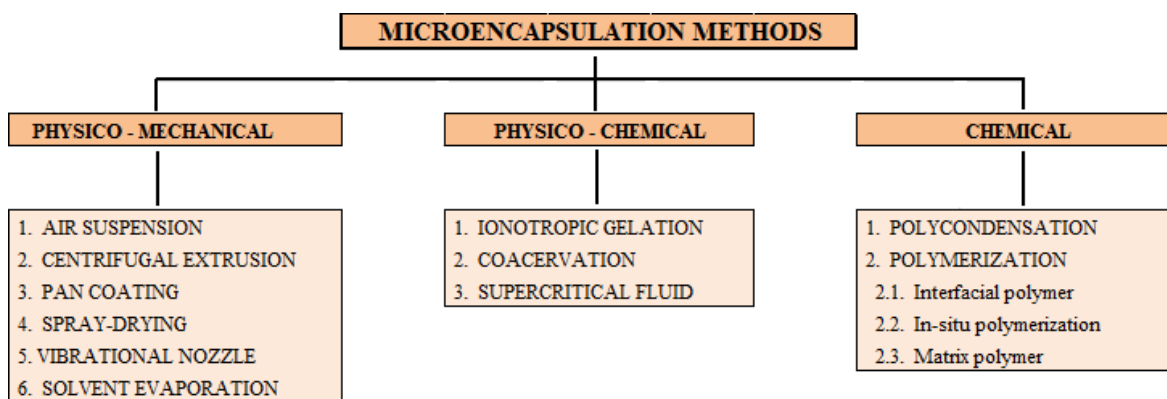 MICROENCAPSULATION METHODS
PHYSICO - MECHANICAL
1. AIR SUSPENSION
2. CENTRIFUGAL EXTRUSION
3. PAN COATING
4. SPRAY-DRYING
5. VIBRATIONAL NOZZLE
6. SOLVENT EVAPORATION
PHYSICO - CHEMICAL
1. IONOTROPIC GELATION
2. COACERVATION
3. SUPERCRITICAL FLUID
CHEMICAL
1. POLYCONDENSATION
2. POLYMERIZATION
2.1. Interfacial polymer
2.2. In-situ polymerization
2.3. Matrix polymer